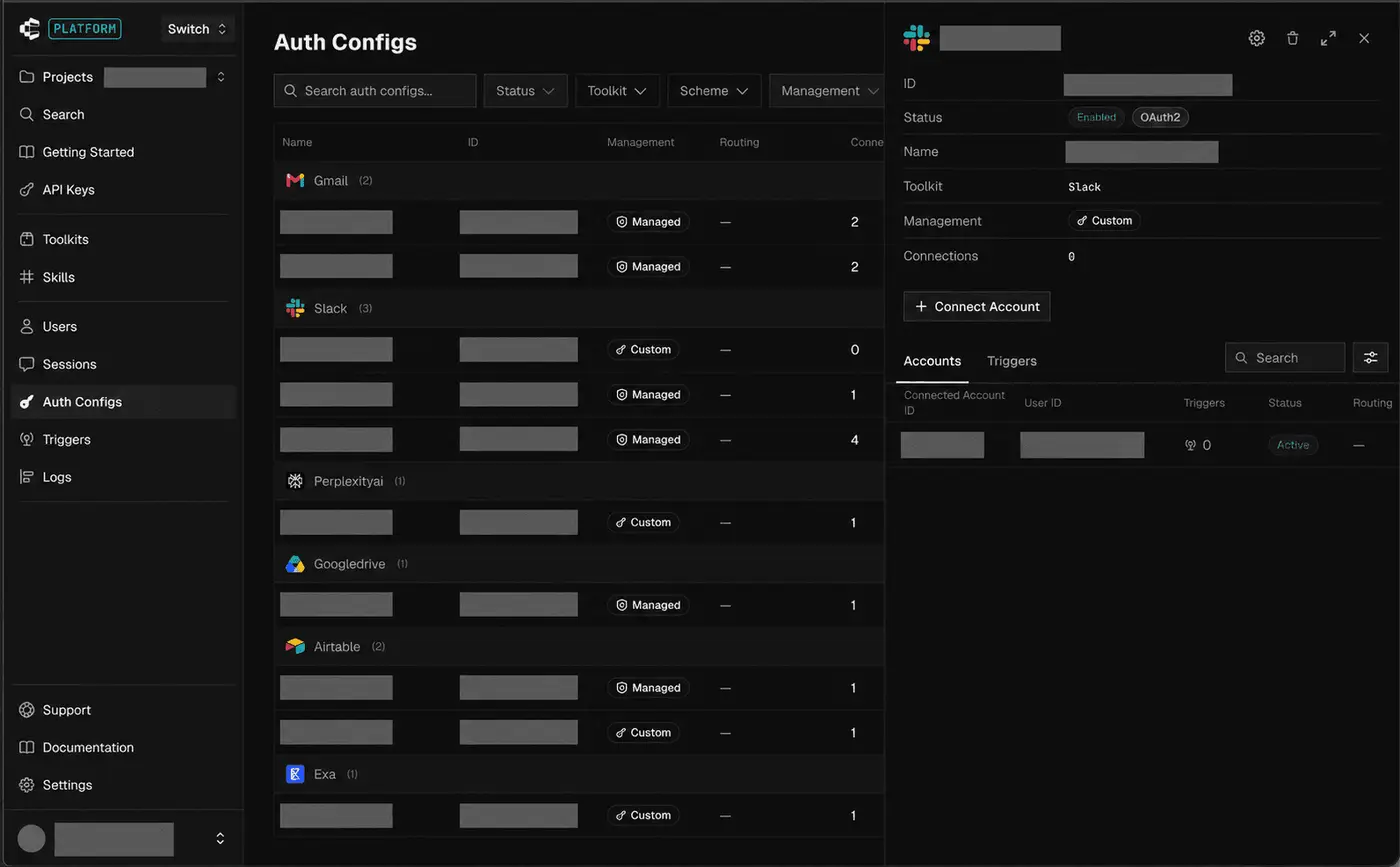 PLATFORM
Switch
Projects
Search
Getting Started
API Keys
Toolkits
Skills
Users
Sessions
Auth Configs
Triggers
Logs
Support
Documentation
Settings
Auth Configs
Search auth configs...
Status
Toolkit
Scheme
Management
Name ID Management Routing Conne
Gmail (2)
Managed — 2
Managed — 2
Slack (3)
Custom — 0
Managed — 1
Managed — 4
Perplexityai (1)
Custom — 1
Googledrive (1)
Managed — 1
Airtable (2)
Managed — 1
Custom — 1
Exa (1)
Custom — 1
ID
Status Enabled OAuth2
Name
Toolkit Slack
Management Custom
Connections 0
+ Connect Account
Accounts Triggers
Search
Connected Account
ID
User ID Triggers Status Routing
0 Active —